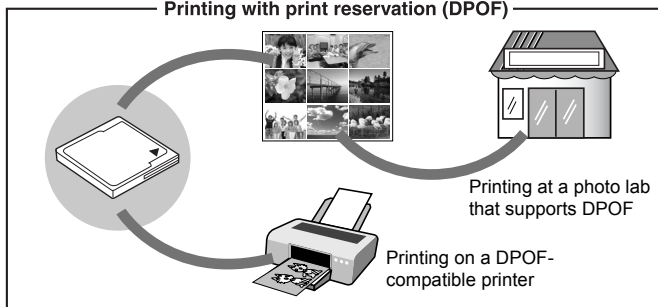 Printing with print reservation (DPOF)
Printing at a photo lab
that supports DPOF
Printing on a DPOF-
compatible printer